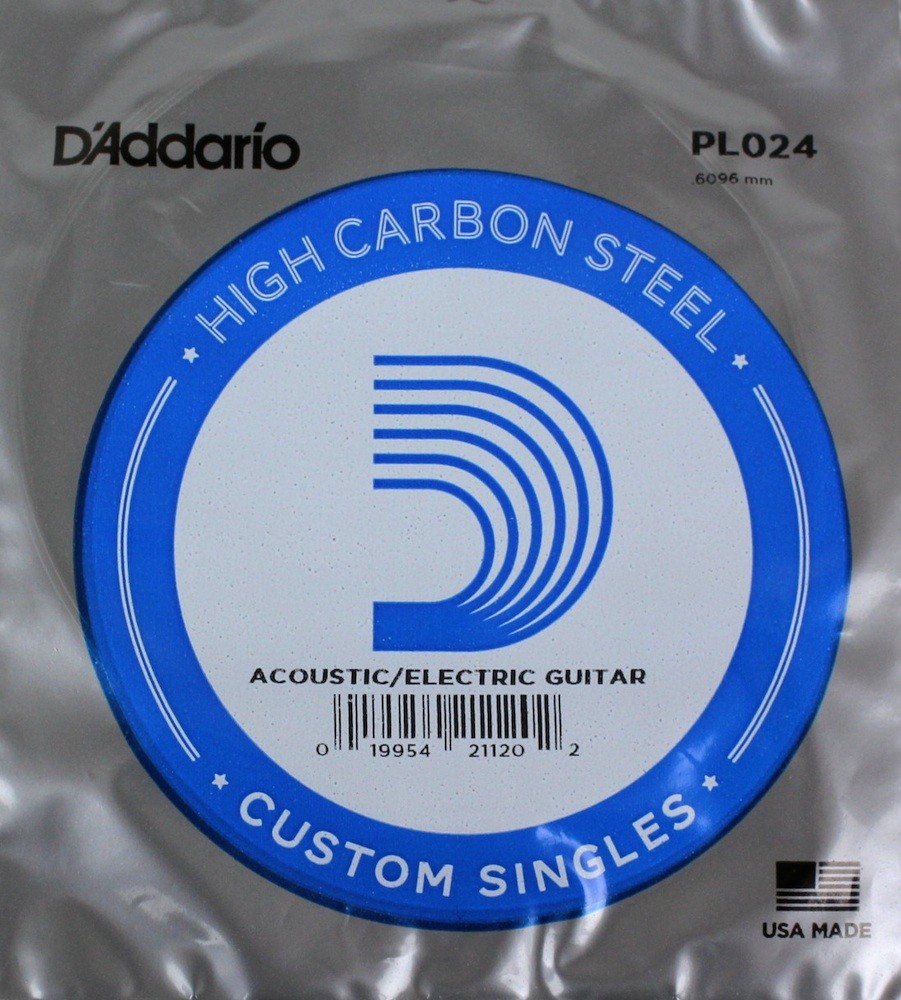 D'Addario
PL024
.6096 mm
HIGH CARBON STEEL
ACOUSTIC/ELECTRIC GUITAR
0 19954 21120 2
CUSTOM SINGLES
USA MADE